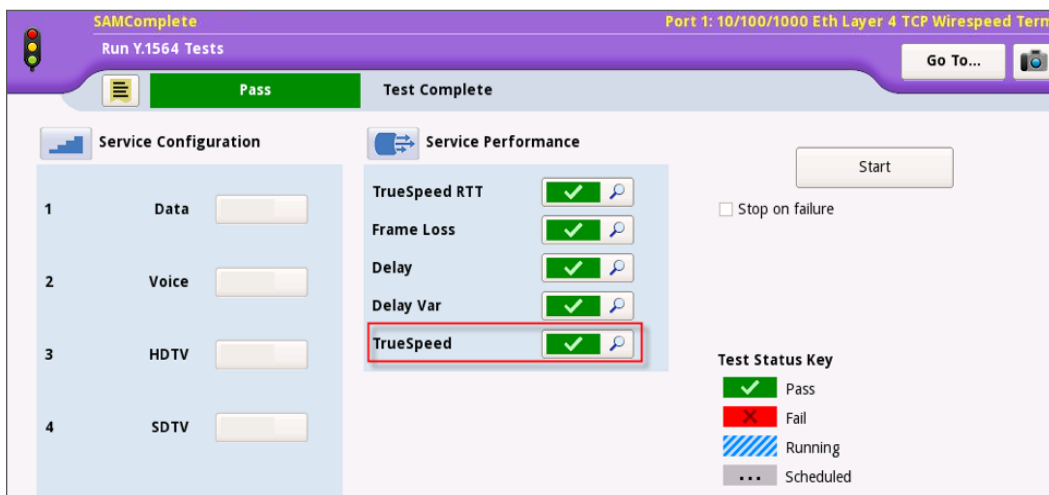 SAMComplete
Port 1: 10/100/1000 Eth Layer 4 TCP Wirespeed Term
Run Y.1564 Tests
Go To...
Pass
Test Complete
Service Configuration
1 Data
2 Voice
3 HDTV
4 SDTV
Service Performance
TrueSpeed RTT
Frame Loss
Delay
Delay Var
TrueSpeed
Start
Stop on failure
Test Status Key
Pass
Fail
Running
... Scheduled